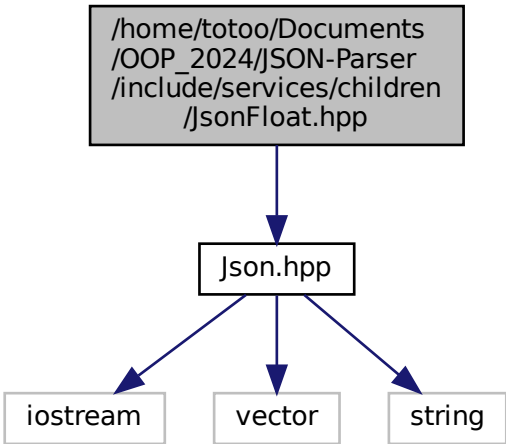 /home/totoo/Documents
/OOP_2024/JSON-Parser
/include/services/children
/JsonFloat.hpp
Json.hpp
iostream
vector
string